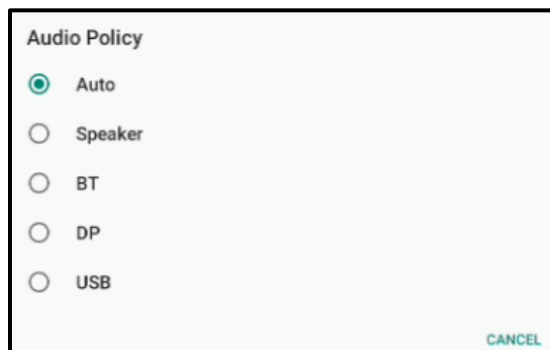 Audio Policy
Auto
Speaker
BT
DP
USB
CANCEL